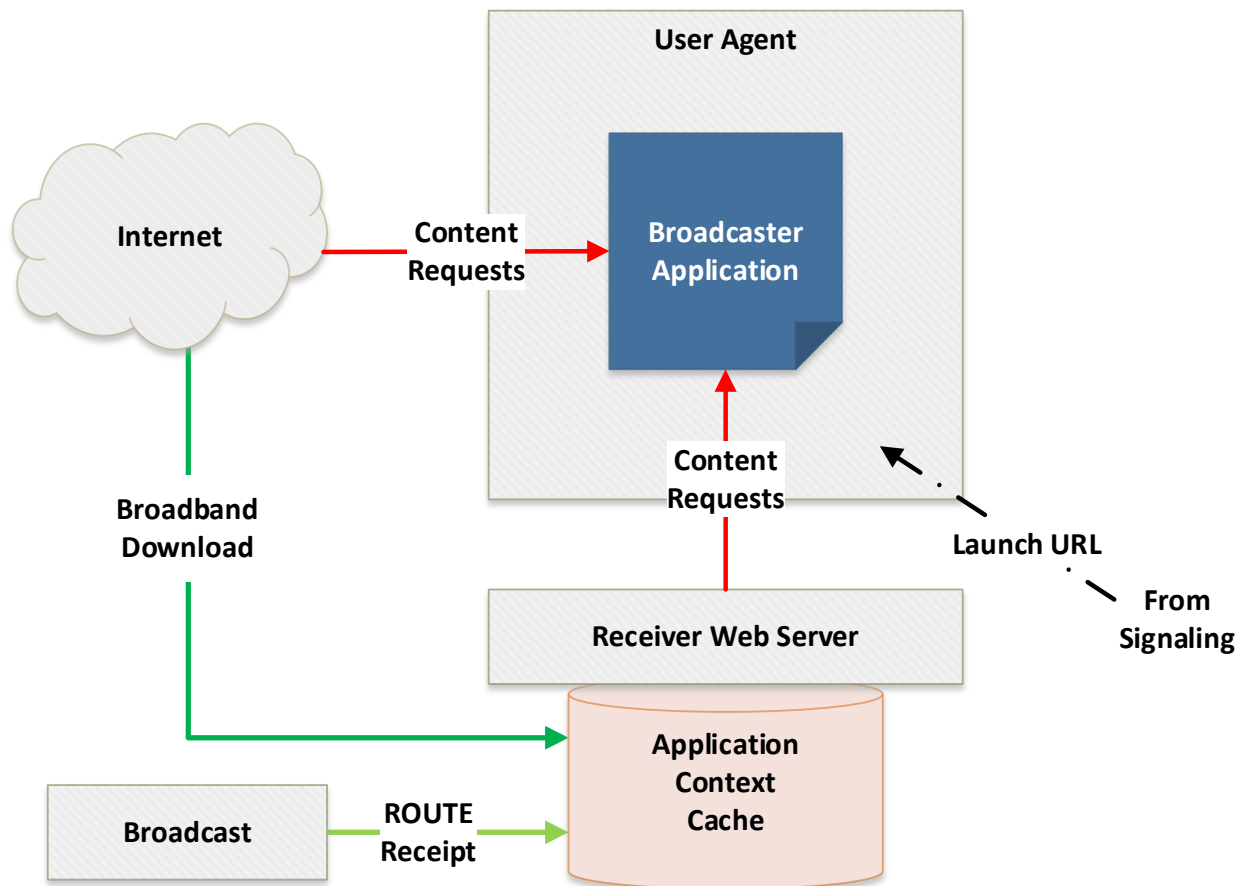 User Agent
Internet
Content
Requests
Broadcaster
Application
Content
Requests
Broadband
Download
Launch URL
From
Signaling
Receiver Web Server
Application
Context
Cache
Broadcast
ROUTE
Receipt